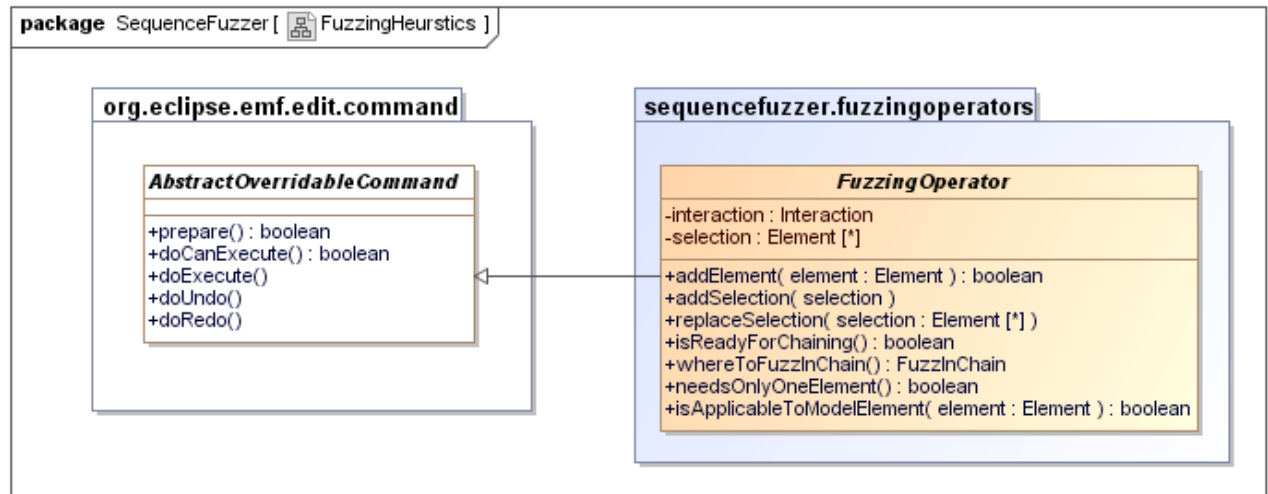 package SequenceFuzzer [ FuzzingHeurstics ]
org.eclipse.emf.edit.command
AbstractOverridableCommand
+prepare() : boolean
+doCanExecute() : boolean
+doExecute()
+doUndo()
+doRedo()
sequencefuzzer.fuzzingoperators
FuzzingOperator
-interaction : Interaction
-selection : Element [*]
+addElement( element : Element ) : boolean
+addSelection( selection )
+replaceSelection( selection : Element [*] )
+isReadyForChaining() : boolean
+whereToFuzzInChain() : FuzzInChain
+needsOnlyOneElement() : boolean
+isApplicableToModelElement( element : Element ) : boolean